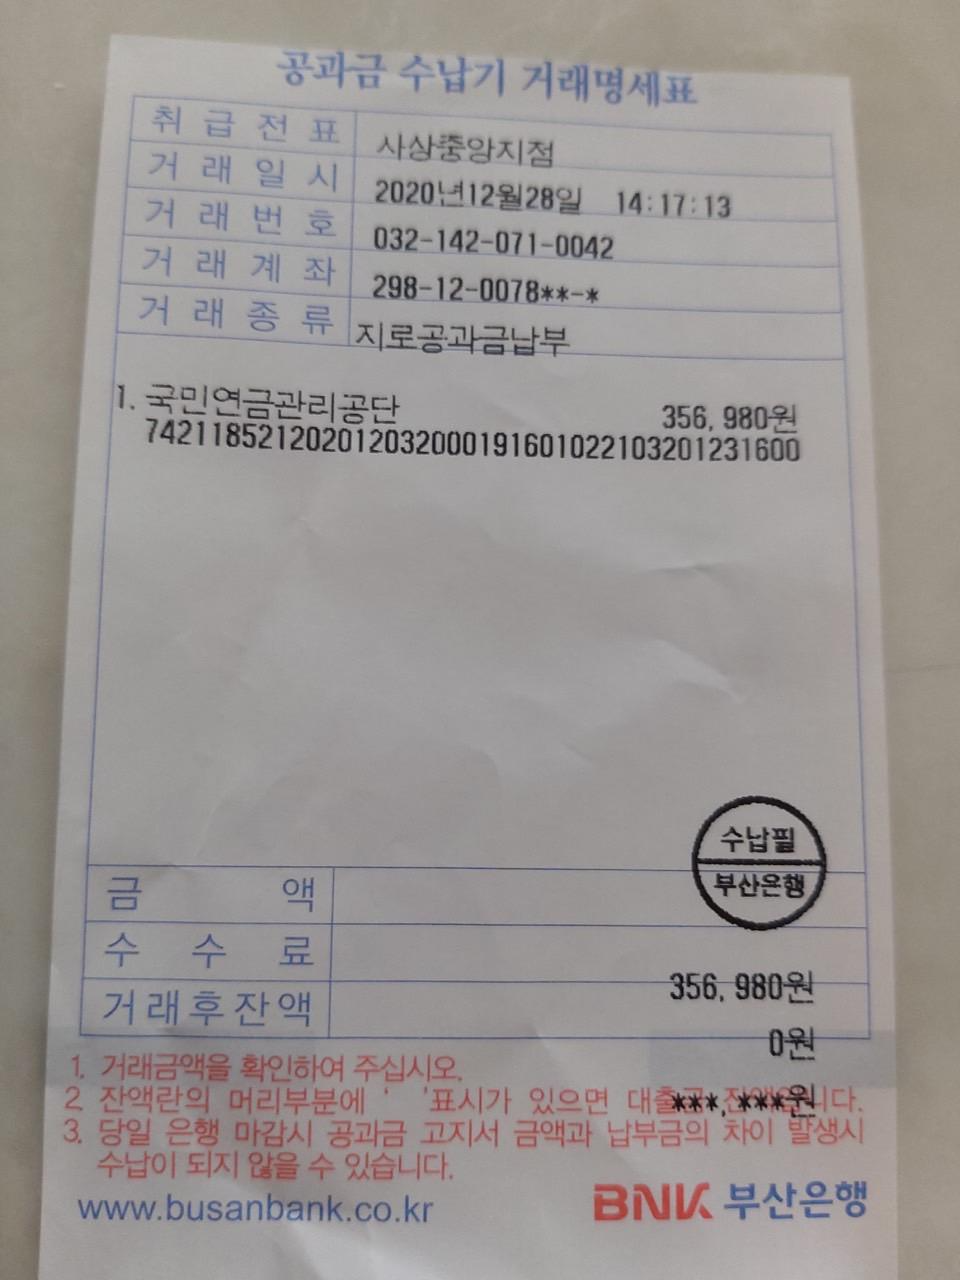 공과금 수납기 거래명세표
취급전표 사상중앙지점
거래일시 2020년12월28일 14:17:13
거래번호 032-142-071-0042
거래계좌 298-12-0078**-*
거래종류 지로공과금납부
1. 국민연금관리공단 356,980원
742118521202012032000191601022103201231600
수납필
부산은행
금액 356,980원
수수료 0원
거래후잔액 ***,***원
1. 거래금액을 확인하여 주십시오.
2. 잔액란의 머리부분에 ' '표시가 있으면 대출금 잔액입니다.
3. 당일 은행 마감시 공과금 고지서 금액과 납부금의 차이 발생시
수납이 되지 않을 수 있습니다.
www.busanbank.co.kr BNK 부산은행